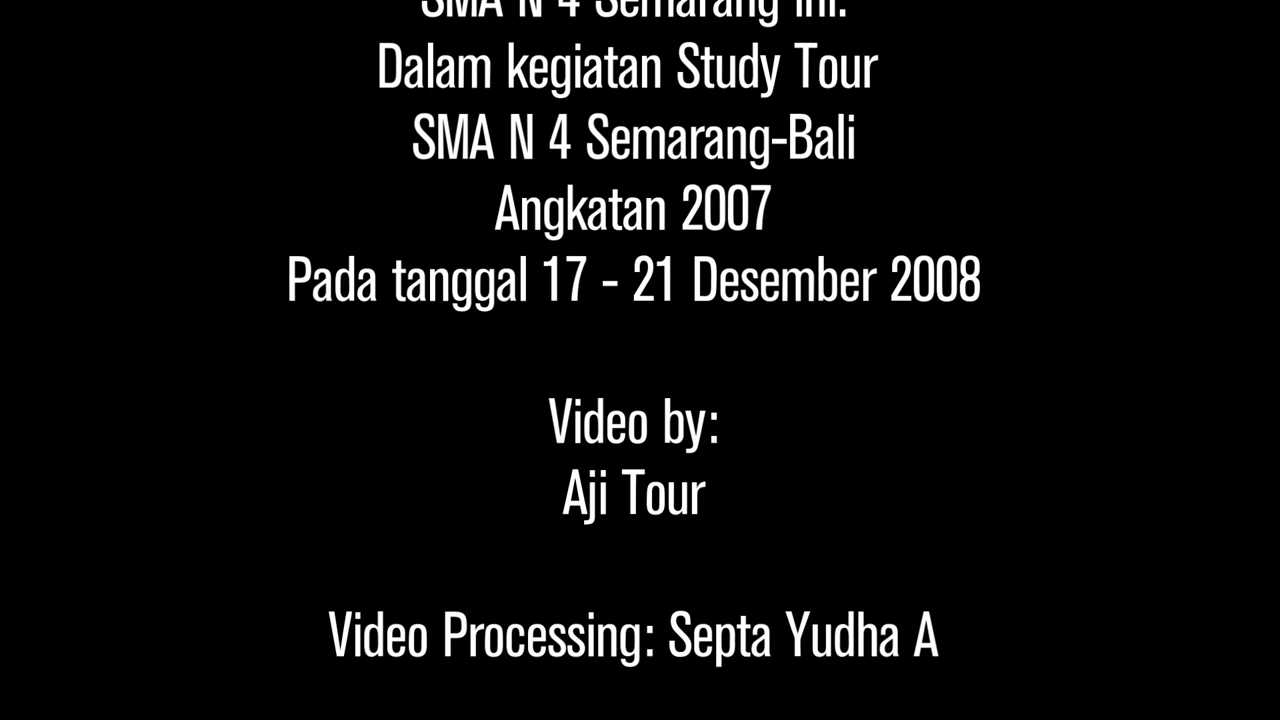 SMA N 4 Semarang ini.
Dalam kegiatan Study Tour
SMA N 4 Semarang-Bali
Angkatan 2007
Pada tanggal 17 - 21 Desember 2008
Video by:
Aji Tour
Video Processing: Septa Yudha A